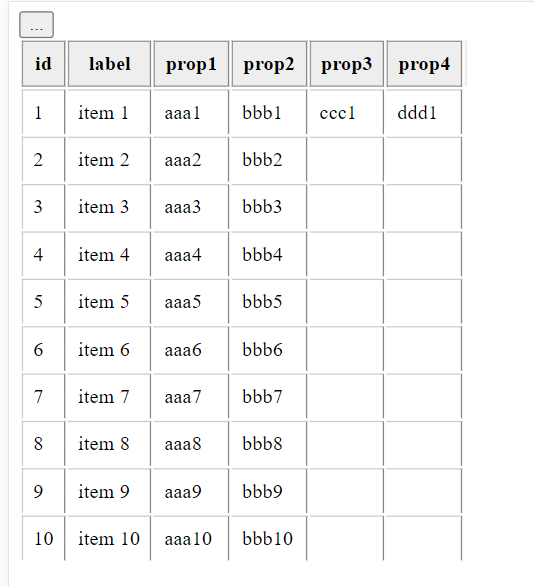 ...
id label prop1 prop2 prop3 prop4
1 item 1 aaa1 bbb1 ccc1 ddd1
2 item 2 aaa2 bbb2
3 item 3 aaa3 bbb3
4 item 4 aaa4 bbb4
5 item 5 aaa5 bbb5
6 item 6 aaa6 bbb6
7 item 7 aaa7 bbb7
8 item 8 aaa8 bbb8
9 item 9 aaa9 bbb9
10 item 10 aaa10 bbb10